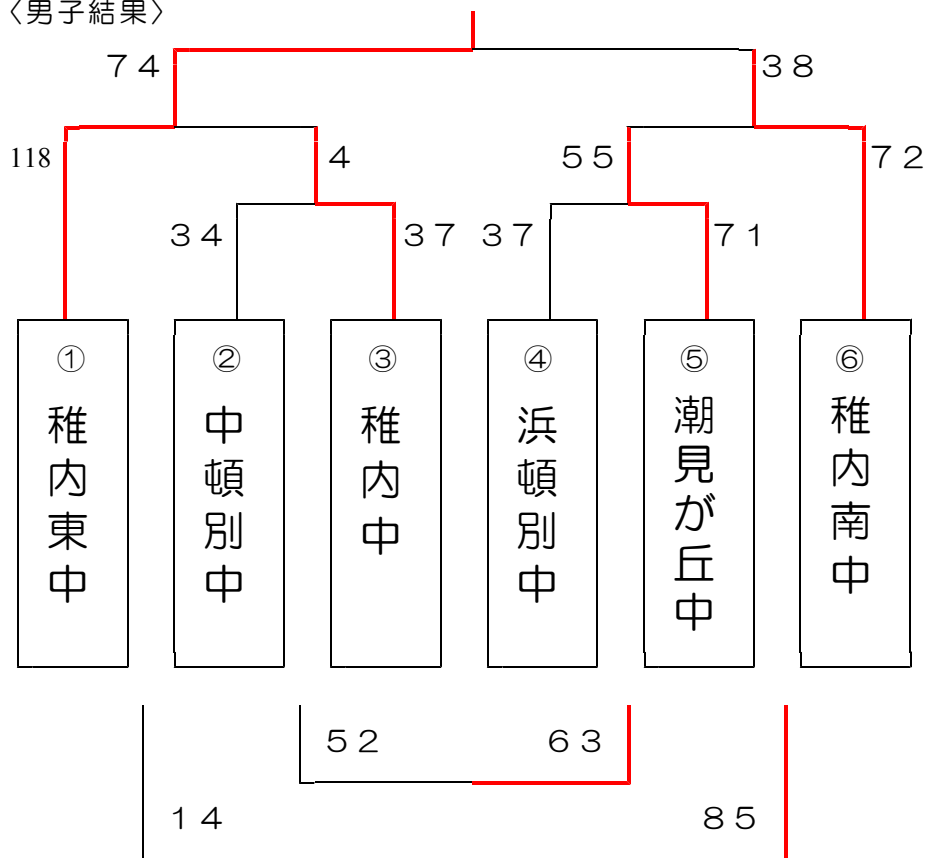 〈男子結果〉
７４
３８
118
４
５５
７２
３４
３７
３７
７１
①
②
③
④
⑤
⑥
稚内東中
中頓別中
稚内中
浜頓別中
潮見が丘中
稚内南中
５２
６３
１４
８５